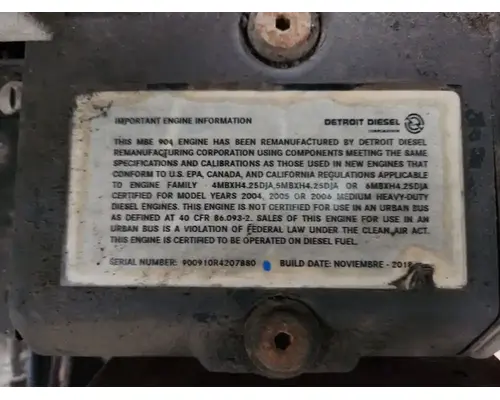 IMPORTANT ENGINE INFORMATION
DETROIT DIESEL
CORPORATION
THIS MBE 904 ENGINE HAS BEEN REMANUFACTURED BY DETROIT DIESEL
REMANUFACTURING CORPORATION USING COMPONENTS MEETING THE SAME
SPECIFICATIONS AND CALIBRATIONS AS THOSE USED IN NEW ENGINES THAT
CONFORM TO U.S. EPA, CANADA, AND CALIFORNIA REGULATIONS APPLICABLE
TO ENGINE FAMILY 4MBXH4.25DJA,5MBXH4.25DJA OR 6MBXH4.25DJA
CERTIFIED FOR MODEL YEARS 2004, 2005 OR 2006 MEDIUM HEAVY-DUTY
DIESEL ENGINES. THIS ENGINE IS NOT CERTIFIED FOR USE IN AN URBAN BUS
AS DEFINED AT 40 CFR 86.093-2. SALES OF THIS ENGINE FOR USE IN AN
URBAN BUS IS A VIOLATION OF FEDERAL LAW UNDER THE CLEAN AIR ACT.
THIS ENGINE IS CERTIFIED TO BE OPERATED ON DIESEL FUEL.
SERIAL NUMBER: 900910R4207880 BUILD DATE: NOVIEMBRE -